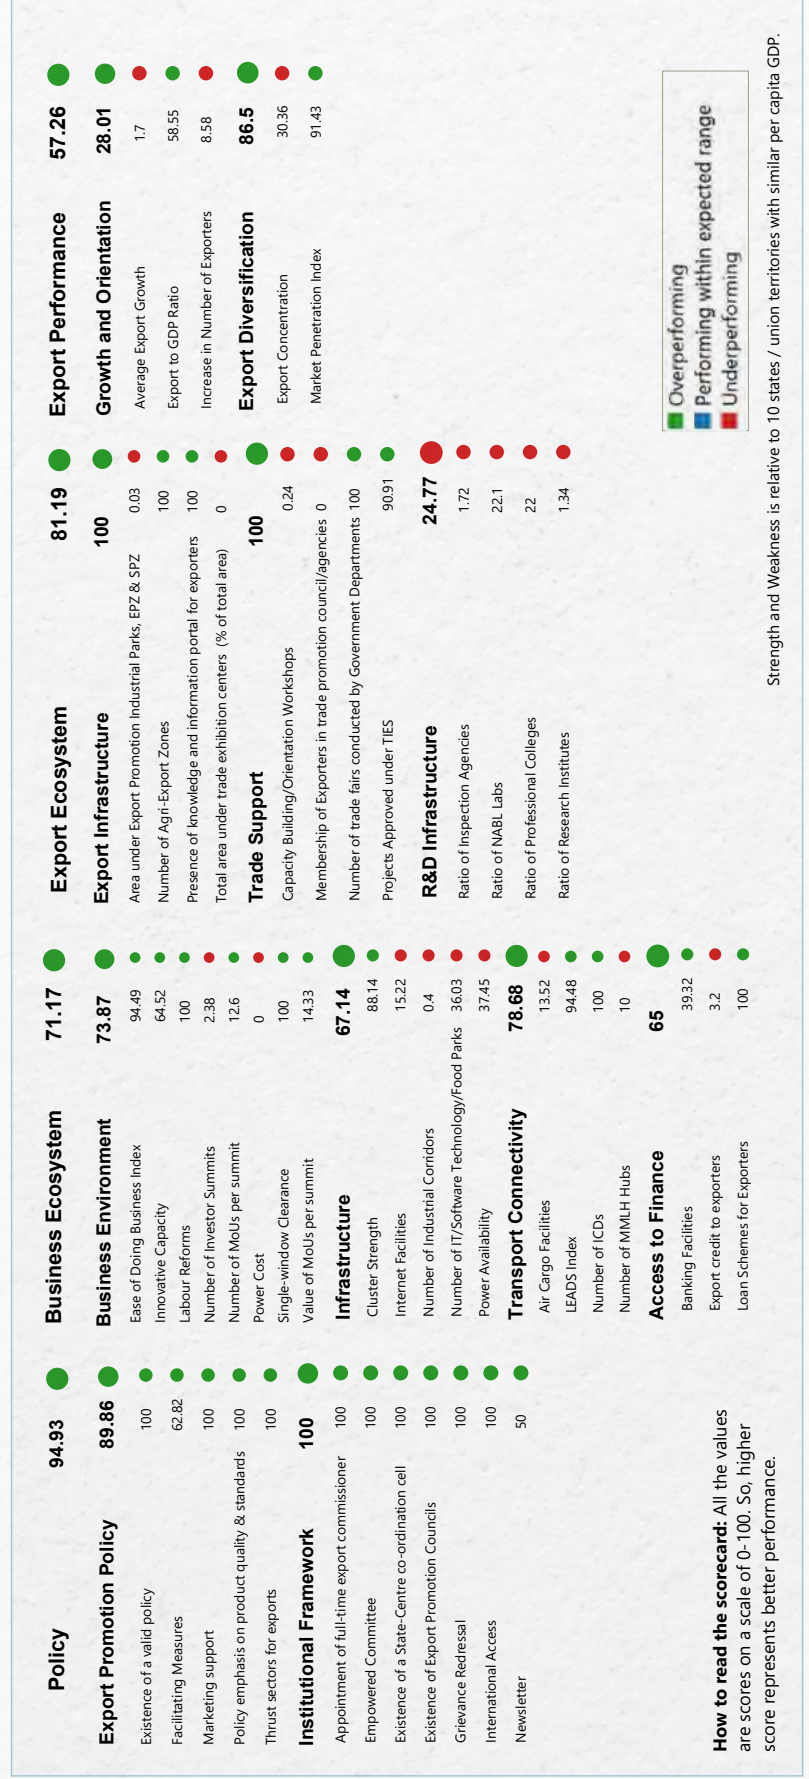 Policy 94.93
Export Promotion Policy 89.86
Existence of a valid policy 100
Facilitating Measures 62.82
Marketing support 100
Policy emphasis on product quality & standards 100
Thrust sectors for exports 100
Institutional Framework 100
Appointment of full-time export commissioner 100
Empowered Committee 100
Existence of a State-Centre co-ordination cell 100
Existence of Export Promotion Councils 100
Grievance Redressal 100
International Access 100
Newsletter 50
How to read the scorecard: All the values
are scores on a scale of 0-100. So, higher
score represents better performance.
Business Ecosystem 71.17
Business Environment 73.87
Ease of Doing Business Index 94.49
Innovative Capacity 64.52
Labour Reforms 100
Number of Investor Summits 2.38
Number of MoUs per summit 12.6
Power Cost 0
Single-window Clearance 100
Value of MoUs per summit 14.33
Infrastructure 67.14
Cluster Strength 88.14
Internet Facilities 15.22
Number of Industrial Corridors 0.4
Number of IT/Software Technology/Food Parks 36.03
Power Availability 37.45
Transport Connectivity 78.68
Air Cargo Facilities 13.52
LEADS Index 94.48
Number of ICDs 100
Number of MMLH Hubs 10
Access to Finance 65
Banking Facilities 39.32
Export credit to exporters 3.2
Loan Schemes for Exporters 100
Export Ecosystem 81.19
Export Infrastructure 100
Area under Export Promotion Industrial Parks, EPZ & SPZ 0.03
Number of Agri-Export Zones 100
Presence of knowledge and information portal for exporters 100
Total area under trade exhibition centers (% of total area) 0
Trade Support 100
Capacity Building/Orientation Workshops 0.24
Membership of Exporters in trade promotion council/agencies 0
Number of trade fairs conducted by Government Departments 100
Projects Approved under TIES 90.91
R&D Infrastructure 24.77
Ratio of Inspection Agencies 1.72
Ratio of NABL Labs 22.1
Ratio of Professional Colleges 22
Ratio of Research Institutes 1.34
Export Performance 57.26
Growth and Orientation 28.01
Average Export Growth 1.7
Export to GDP Ratio 58.55
Increase in Number of Exporters 8.58
Export Diversification 86.5
Export Concentration 30.36
Market Penetration Index 91.43
Overperforming
Performing within expected range
Underperforming
Strength and Weakness is relative to 10 states / union territories with similar per capita GDP.